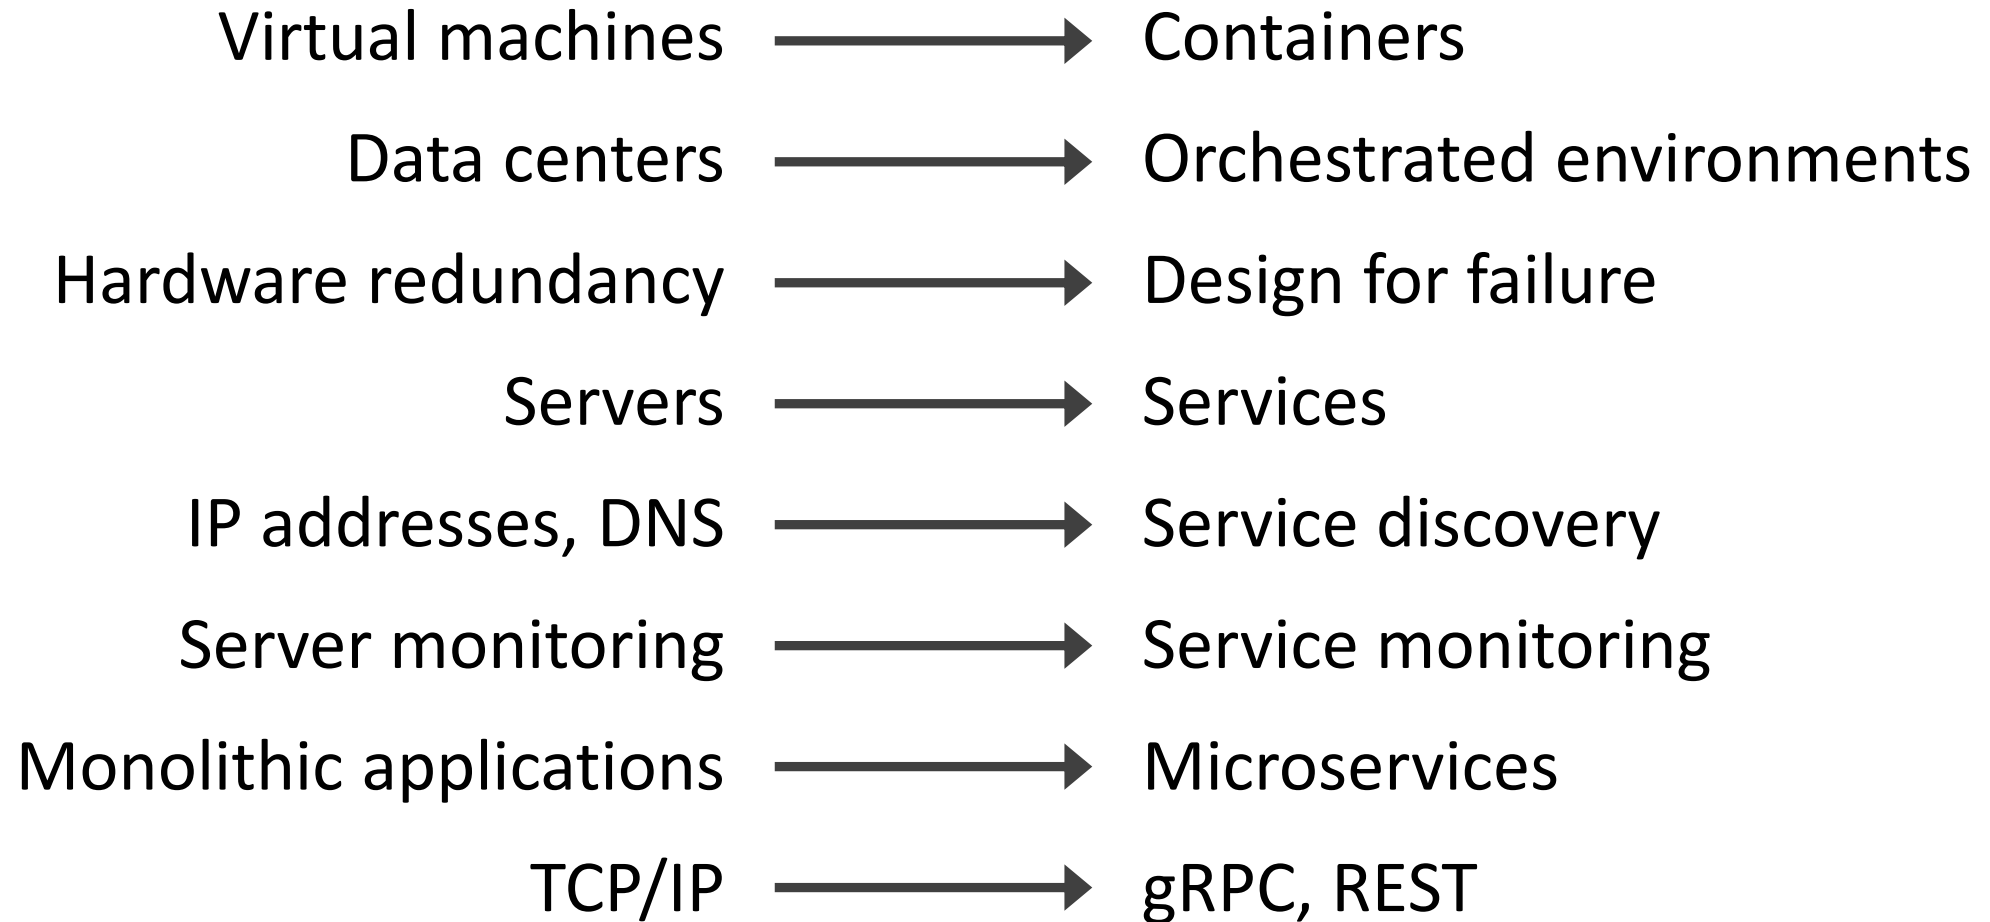 Virtual machines Containers
Data centers Orchestrated environments
Hardware redundancy Design for failure
Servers Services
IP addresses, DNS Service discovery
Server monitoring Service monitoring
Monolithic applications Microservices
TCP/IP gRPC, REST